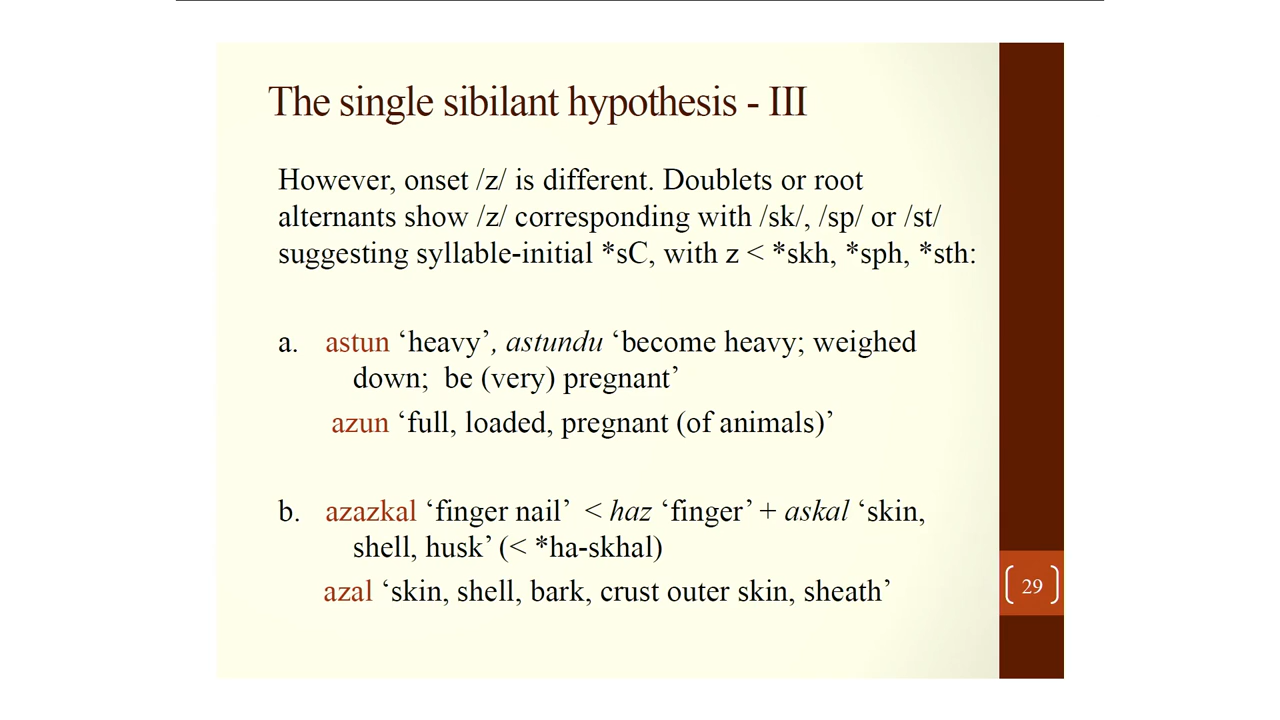 The single sibilant hypothesis - III
However, onset /z/ is different. Doublets or root
alternants show /z/ corresponding with /sk/, /sp/ or /st/
suggesting syllable-initial *sC, with z < *skh, *sph, *sth:
a. astun ‘heavy’, astundu ‘become heavy; weighed
down; be (very) pregnant’
azun ‘full, loaded, pregnant (of animals)’
b. azazkal ‘finger nail’ < haz ‘finger’ + askal ‘skin,
shell, husk’ (< *ha-skhal)
azal ‘skin, shell, bark, crust outer skin, sheath’
29